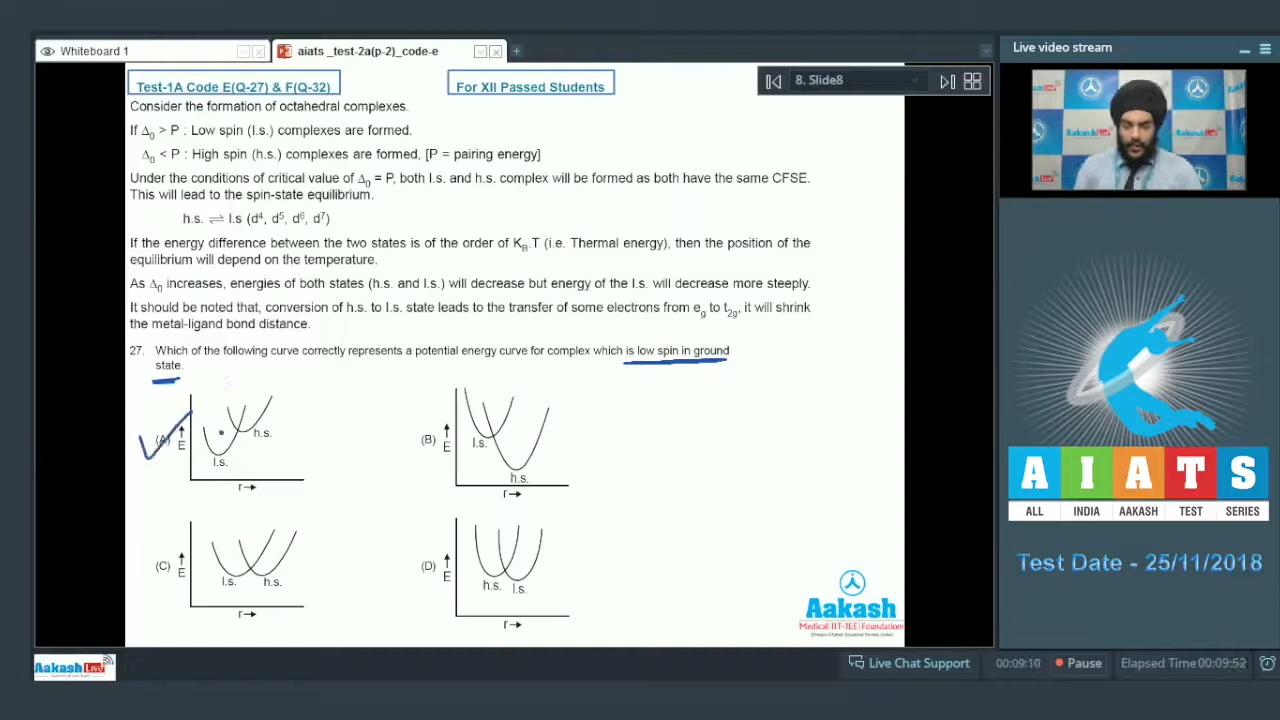 Whiteboard 1
aiats _test-2a(p-2)_code-e
Live video stream
8. Slide8
Test-1A Code E(Q-27) & F(Q-32)
For XII Passed Students
Consider the formation of octahedral complexes.
If Δ0 > P : Low spin (l.s.) complexes are formed.
Δ0 < P : High spin (h.s.) complexes are formed, [P = pairing energy]
Under the conditions of critical value of Δ0 = P, both l.s. and h.s. complex will be formed as both have the same CFSE.
This will lead to the spin-state equilibrium.
h.s. ⇌ l.s (d⁴, d⁵, d⁶, d⁷)
If the energy difference between the two states is of the order of KB.T (i.e. Thermal energy), then the position of the
equilibrium will depend on the temperature.
As Δ0 increases, energies of both states (h.s. and l.s.) will decrease but energy of the l.s. will decrease more steeply.
It should be noted that, conversion of h.s. to l.s. state leads to the transfer of some electrons from eg to t2g, it will shrink
the metal-ligand bond distance.
27. Which of the following curve correctly represents a potential energy curve for complex which is low spin in ground
state.
(A) E h.s. l.s. r→
(B) E l.s. h.s. r→
(C) E l.s. h.s. r→
(D) E h.s. l.s. r→
Aakash
Medical|IIT-JEE|Foundations
AIATS
ALL INDIA AAKASH TEST SERIES
Test Date - 25/11/2018
Aakash Live
Live Chat Support
00:09:10
Pause
Elapsed Time 00:09:52